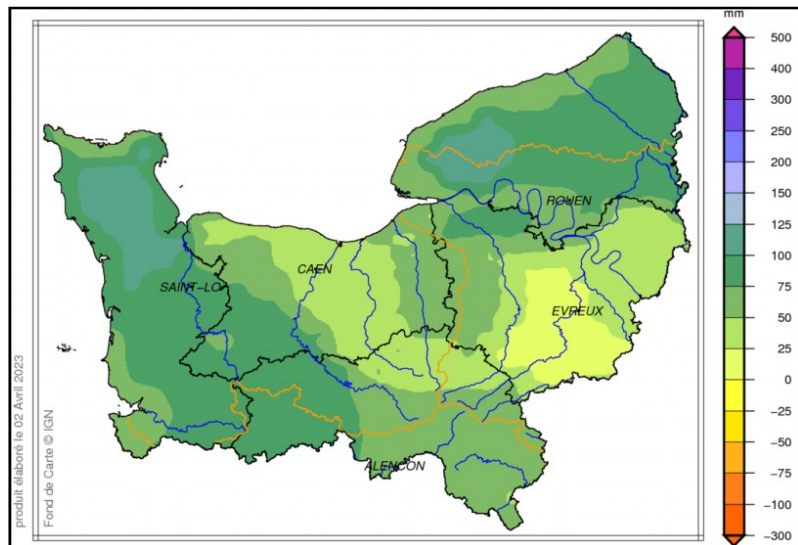 mm
500
400
300
250
200
150
125
100
75
50
25
0
-25
-50
-75
-100
-300
ROUEN
CAEN
SAINT-LO
EVREUX
ALENCON
produit élaboré le 02 Avril 2023
Fond de Carte © IGN